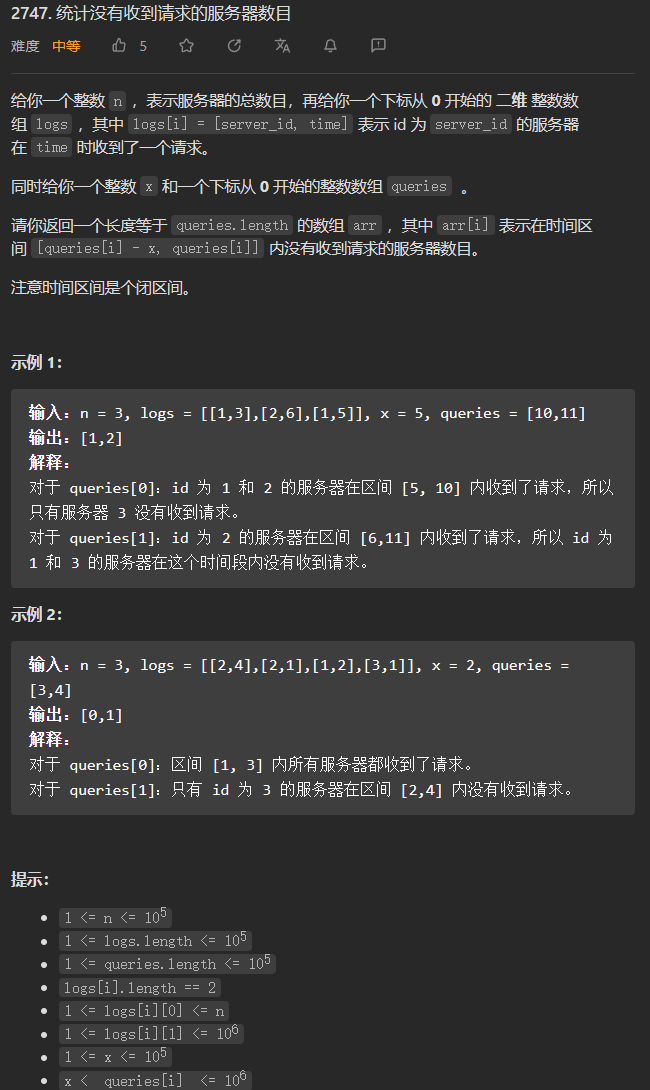 2747. 统计没有收到请求的服务器数目
难度 中等 5
给你一个整数 n ，表示服务器的总数目，再给你一个下标从 0 开始的 二维 整数数
组 logs ，其中 logs[i] = [server_id, time] 表示 id 为 server_id 的服务器
在 time 时收到了一个请求。
同时给你一个整数 x 和一个下标从 0 开始的整数数组 queries 。
请你返回一个长度等于 queries.length 的数组 arr ，其中 arr[i] 表示在时间区
间 [queries[i] - x, queries[i]] 内没有收到请求的服务器数目。
注意时间区间是个闭区间。
示例 1：
输入：n = 3, logs = [[1,3],[2,6],[1,5]], x = 5, queries = [10,11]
输出：[1,2]
解释：
对于 queries[0]：id 为 1 和 2 的服务器在区间 [5, 10] 内收到了请求，所以
只有服务器 3 没有收到请求。
对于 queries[1]：id 为 2 的服务器在区间 [6,11] 内收到了请求，所以 id 为
1 和 3 的服务器在这个时间段内没有收到请求。
示例 2：
输入：n = 3, logs = [[2,4],[2,1],[1,2],[3,1]], x = 2, queries =
[3,4]
输出：[0,1]
解释：
对于 queries[0]：区间 [1, 3] 内所有服务器都收到了请求。
对于 queries[1]：只有 id 为 3 的服务器在区间 [2,4] 内没有收到请求。
提示：
1 <= n <= 10⁵
1 <= logs.length <= 10⁵
1 <= queries.length <= 10⁵
logs[i].length == 2
1 <= logs[i][0] <= n
1 <= logs[i][1] <= 10⁶
1 <= x <= 10⁵
x < queries[i] <= 10⁶